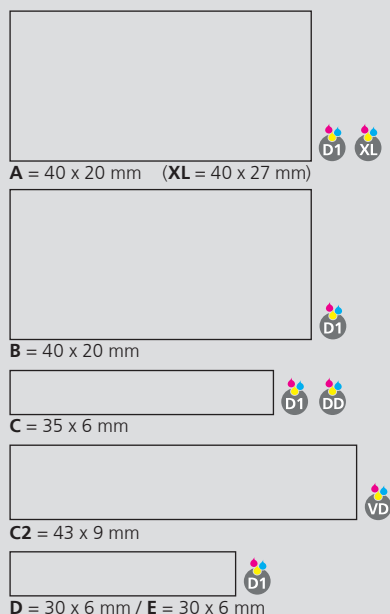 D1 XL
A = 40 x 20 mm (XL = 40 x 27 mm)
D1
B = 40 x 20 mm
D1 DD
C = 35 x 6 mm
VD
C2 = 43 x 9 mm
D1
D = 30 x 6 mm / E = 30 x 6 mm